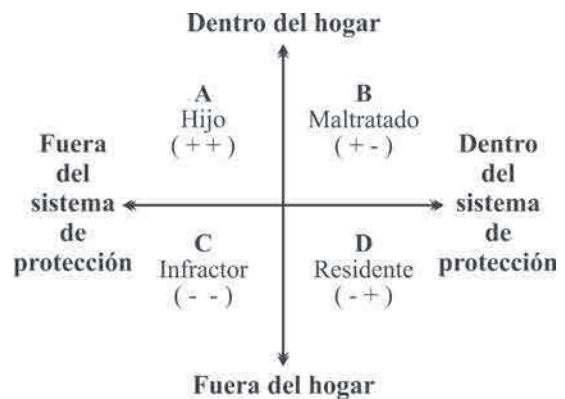 Dentro del hogar
A
Hijo
( + + )
B
Maltratado
( + - )
Fuera
del
sistema
de
protección
Dentro
del
sistema
de
protección
C
Infractor
( - - )
D
Residente
( - + )
Fuera del hogar